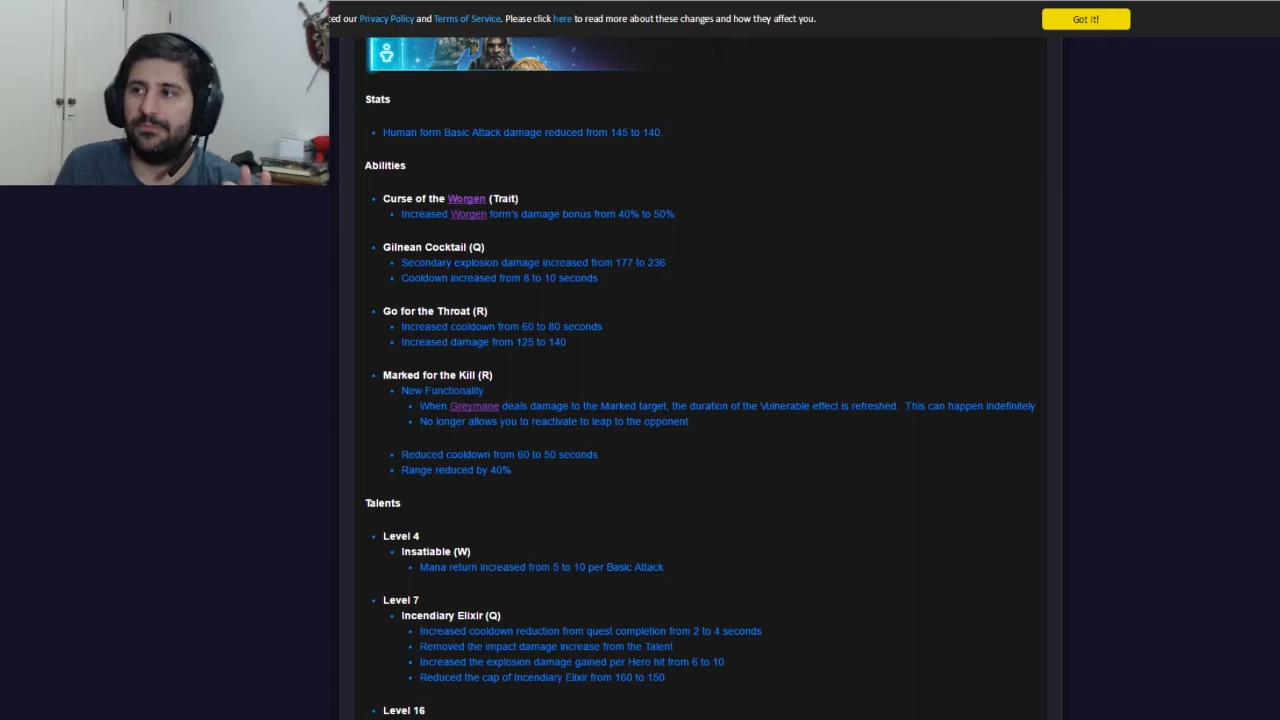 ted our Privacy Policy and Terms of Service. Please click here to read more about these changes and how they affect you.
Got it!
Stats
Human form Basic Attack damage reduced from 145 to 140.
Abilities
Curse of the Worgen (Trait)
Increased Worgen form's damage bonus from 40% to 50%
Gilnean Cocktail (Q)
Secondary explosion damage increased from 177 to 236
Cooldown increased from 8 to 10 seconds
Go for the Throat (R)
Increased cooldown from 60 to 80 seconds
Increased damage from 125 to 140
Marked for the Kill (R)
New Functionality
When Greymane deals damage to the Marked target, the duration of the Vulnerable effect is refreshed.  This can happen indefinitely
No longer allows you to reactivate to leap to the opponent
Reduced cooldown from 60 to 50 seconds
Range reduced by 40%
Talents
Level 4
Insatiable (W)
Mana return increased from 5 to 10 per Basic Attack
Level 7
Incendiary Elixir (Q)
Increased cooldown reduction from quest completion from 2 to 4 seconds
Removed the impact damage increase from the Talent
Increased the explosion damage gained per Hero hit from 6 to 10
Reduced the cap of Incendiary Elixir from 160 to 150
Level 16